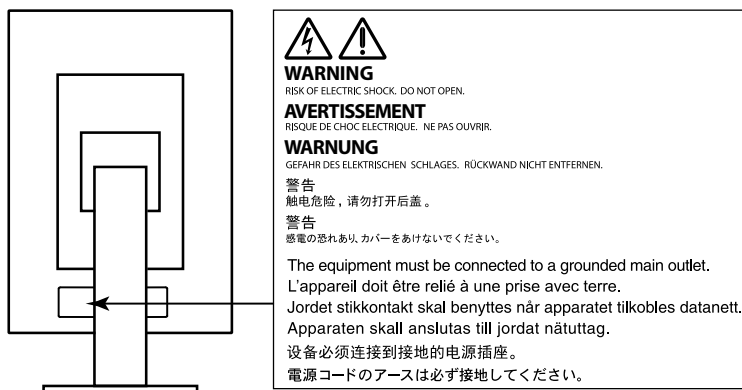 WARNING
RISK OF ELECTRIC SHOCK. DO NOT OPEN.
AVERTISSEMENT
RISQUE DE CHOC ELECTRIQUE. NE PAS OUVRIR.
WARNUNG
GEFAHR DES ELEKTRISCHEN SCHLAGES. RÜCKWAND NICHT ENTFERNEN.
警告
触电危险，请勿打开后盖。
警告
感電の恐れあり、カバーをあけないでください。
The equipment must be connected to a grounded main outlet.
L'appareil doit être relié à une prise avec terre.
Jordet stikkontakt skal benyttes når apparatet tilkobles datanett.
Apparaten skall anslutas till jordat nätuttag.
设备必须连接到接地的电源插座。
電源コードのアースは必ず接地してください。